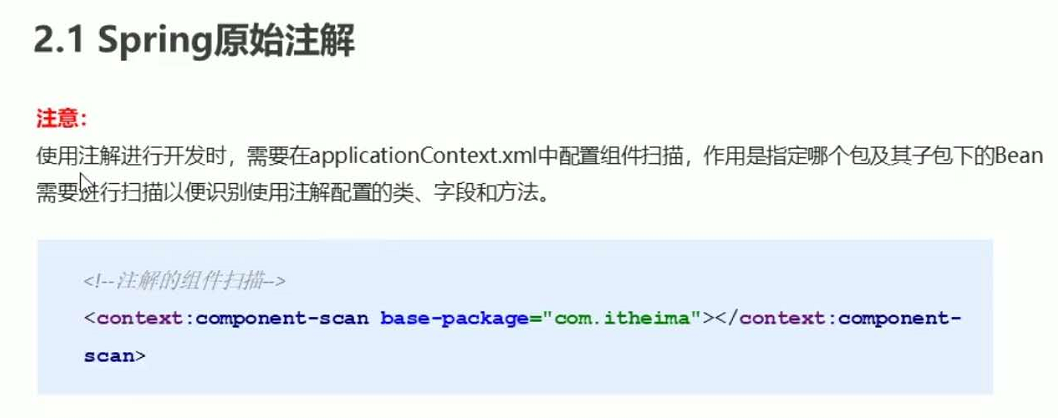 2.1 Spring原始注解
注意：
使用注解进行开发时，需要在applicationContext.xml中配置组件扫描，作用是指定哪个包及其子包下的Bean
需要进行扫描以便识别使用注解配置的类、字段和方法。
<!--注解的组件扫描-->
<context:component-scan base-package="com.itheima"></context:component-
scan>